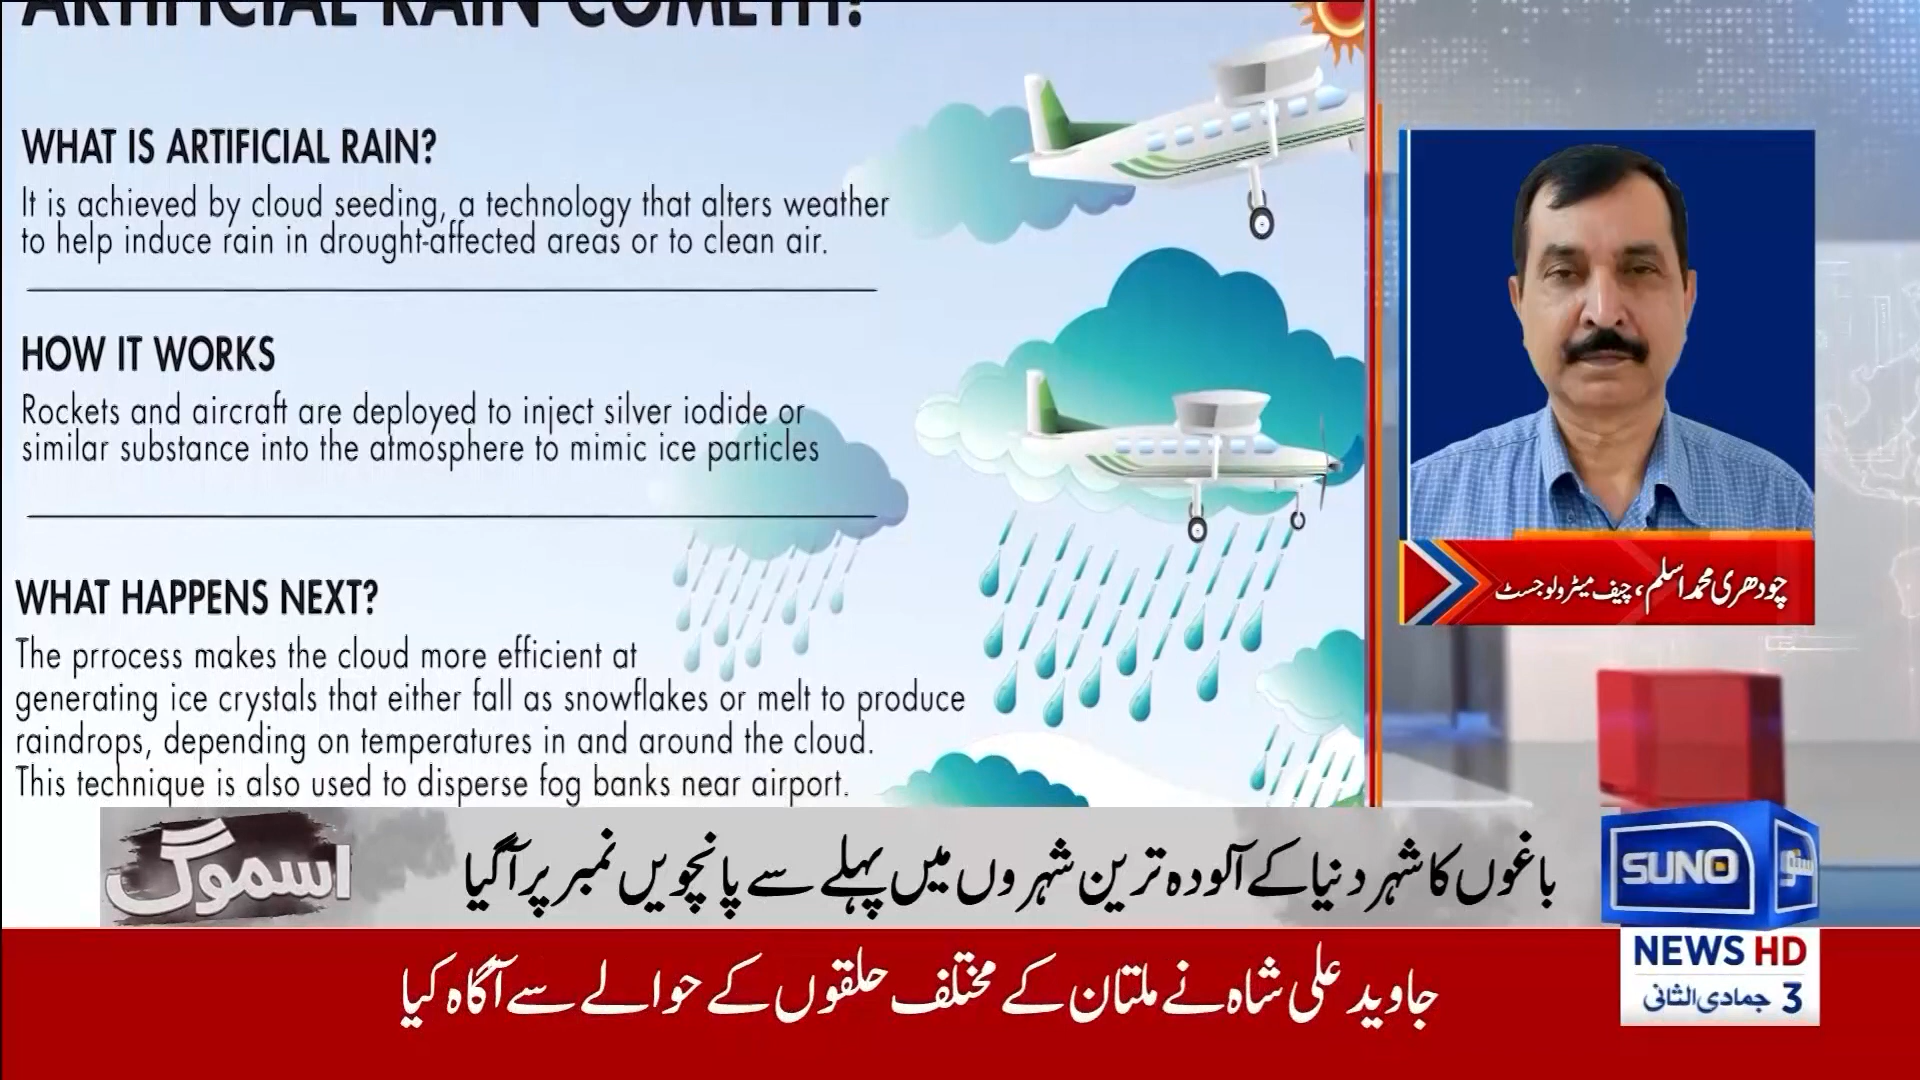 ARTIFICIAL RAIN COMETH?
WHAT IS ARTIFICIAL RAIN?
It is achieved by cloud seeding, a technology that alters weather
to help induce rain in drought-affected areas or to clean air.
HOW IT WORKS
Rockets and aircraft are deployed to inject silver iodide or
similar substance into the atmosphere to mimic ice particles
WHAT HAPPENS NEXT?
The prrocess makes the cloud more efficient at
generating ice crystals that either fall as snowflakes or melt to produce
raindrops, depending on temperatures in and around the cloud.
This technique is also used to disperse fog banks near airport.
چودھری محمد اسلم، چیف میٹرولوجسٹ
اسموگ
باغوں کا شہر دنیا کے آلودہ ترین شہروں میں پہلے سے پانچویں نمبر پر آگیا
SUNO
سنو
NEWS HD
3 جمادی الثانی
جاوید علی شاہ نے ملتان کے مختلف حلقوں کے حوالے سے آگاہ کیا